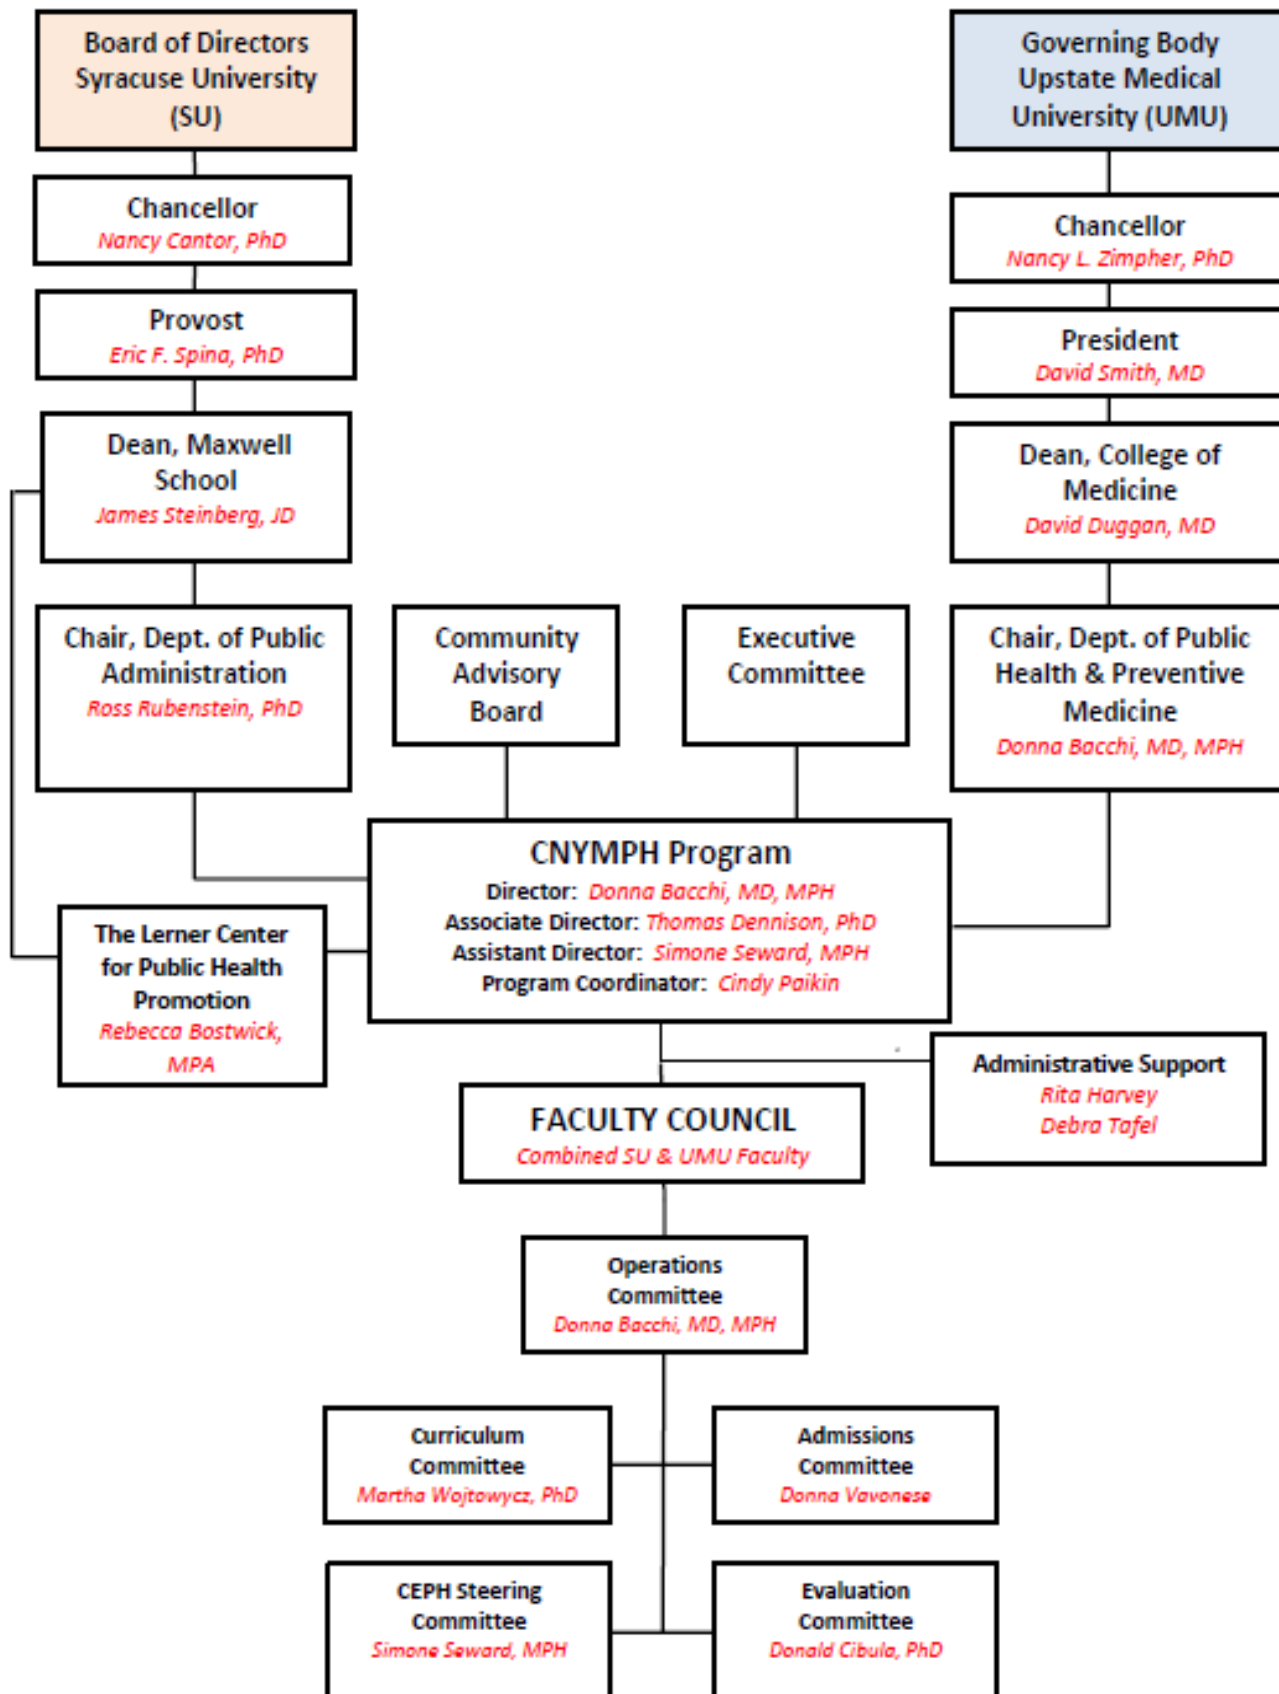 Board of Directors
Syracuse University
(SU)
Governing Body
Upstate Medical
University (UMU)
Chancellor
Nancy Cantor, PhD
Chancellor
Nancy L. Zimpher, PhD
Provost
Eric F. Spina, PhD
President
David Smith, MD
Dean, Maxwell
School
James Steinberg, JD
Dean, College of
Medicine
David Duggan, MD
Chair, Dept. of Public
Administration
Ross Rubenstein, PhD
Community
Advisory
Board
Executive
Committee
Chair, Dept. of Public
Health & Preventive
Medicine
Donna Bacchi, MD, MPH
CNYMPH Program
Director: Donna Bacchi, MD, MPH
Associate Director: Thomas Dennison, PhD
Assistant Director: Simone Seward, MPH
Program Coordinator: Cindy Paikin
The Lerner Center
for Public Health
Promotion
Rebecca Bostwick,
MPA
Administrative Support
Rita Harvey
Debra Tafel
FACULTY COUNCIL
Combined SU & UMU Faculty
Operations
Committee
Donna Bacchi, MD, MPH
Curriculum
Committee
Martha Wojtowycz, PhD
Admissions
Committee
Donna Vavonese
CEPH Steering
Committee
Simone Seward, MPH
Evaluation
Committee
Donald Cibula, PhD